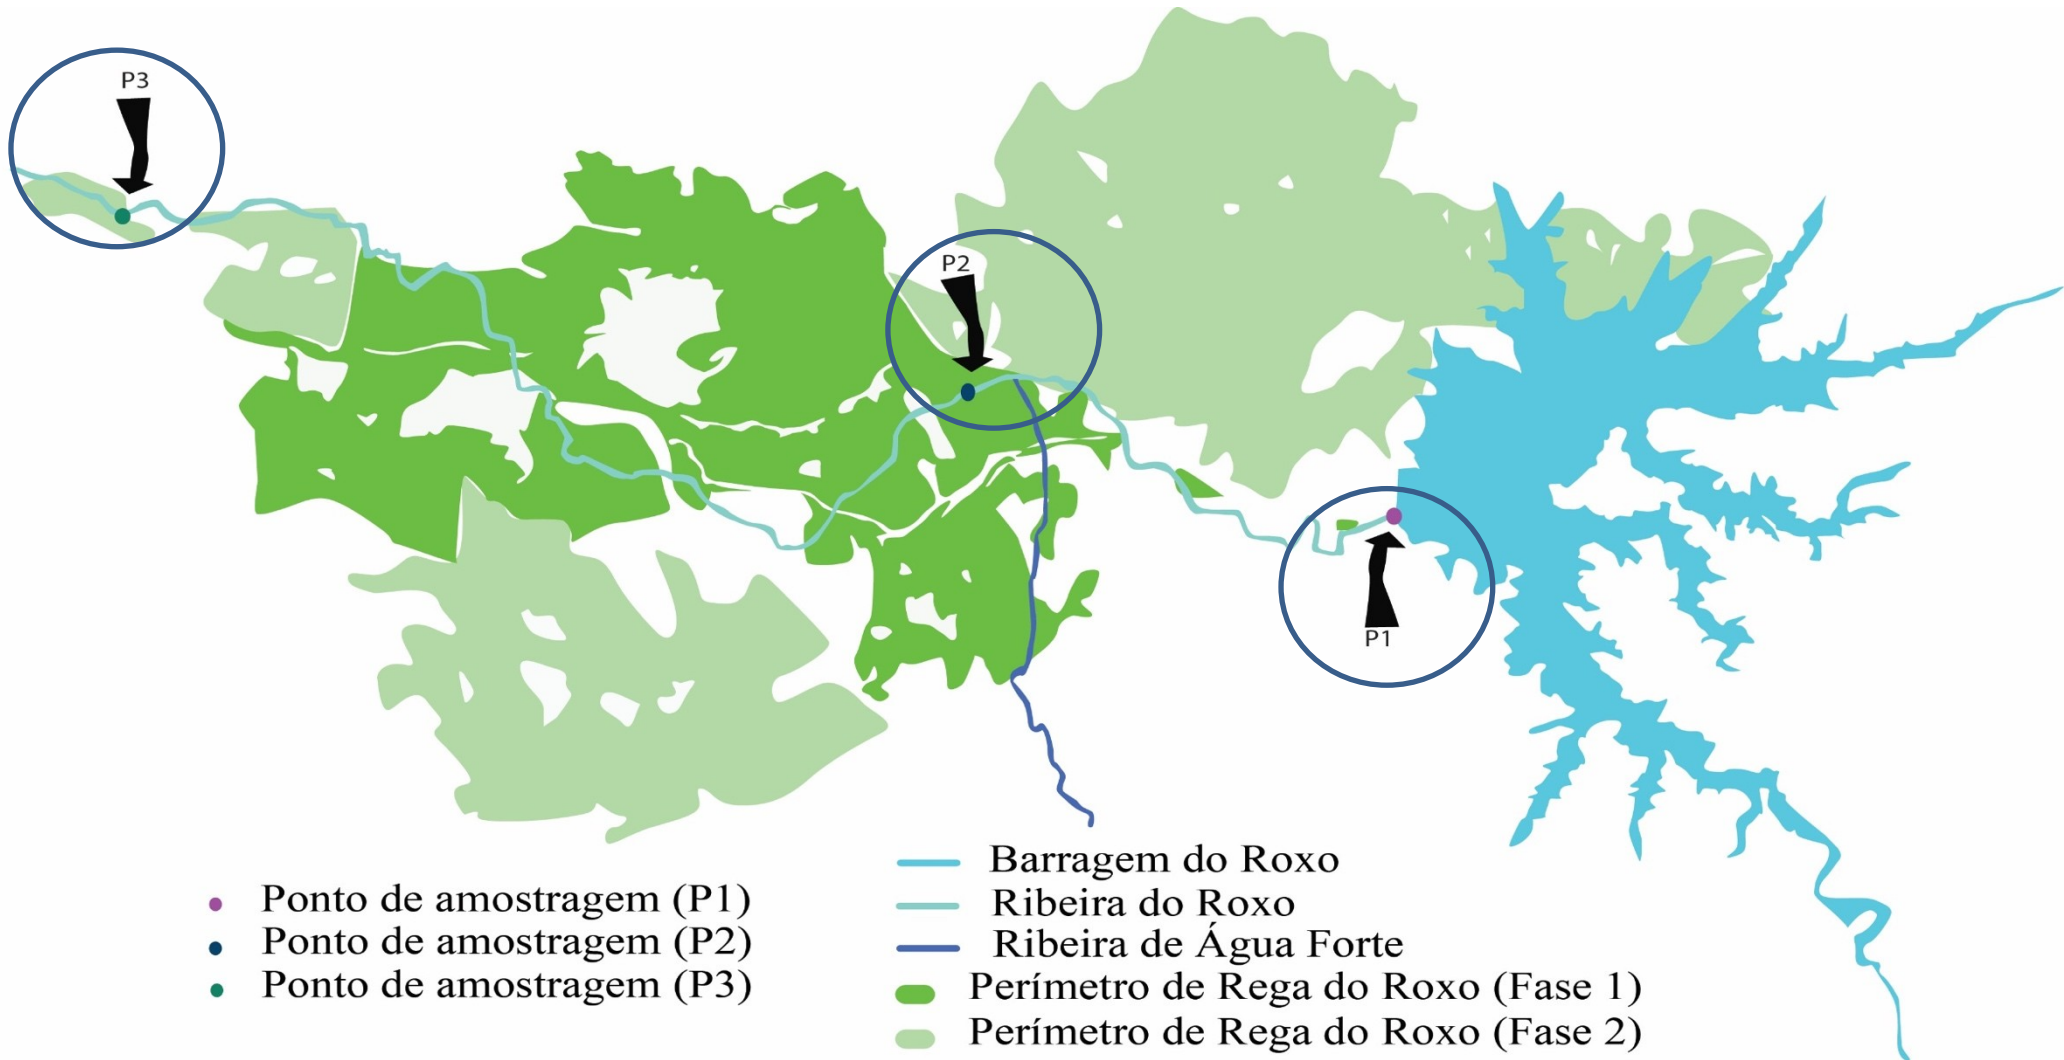 P3
P2
P1
Ponto de amostragem (P1)
Ponto de amostragem (P2)
Ponto de amostragem (P3)
Barragem do Roxo
Ribeira do Roxo
Ribeira de Água Forte
Perímetro de Rega do Roxo (Fase 1)
Perímetro de Rega do Roxo (Fase 2)